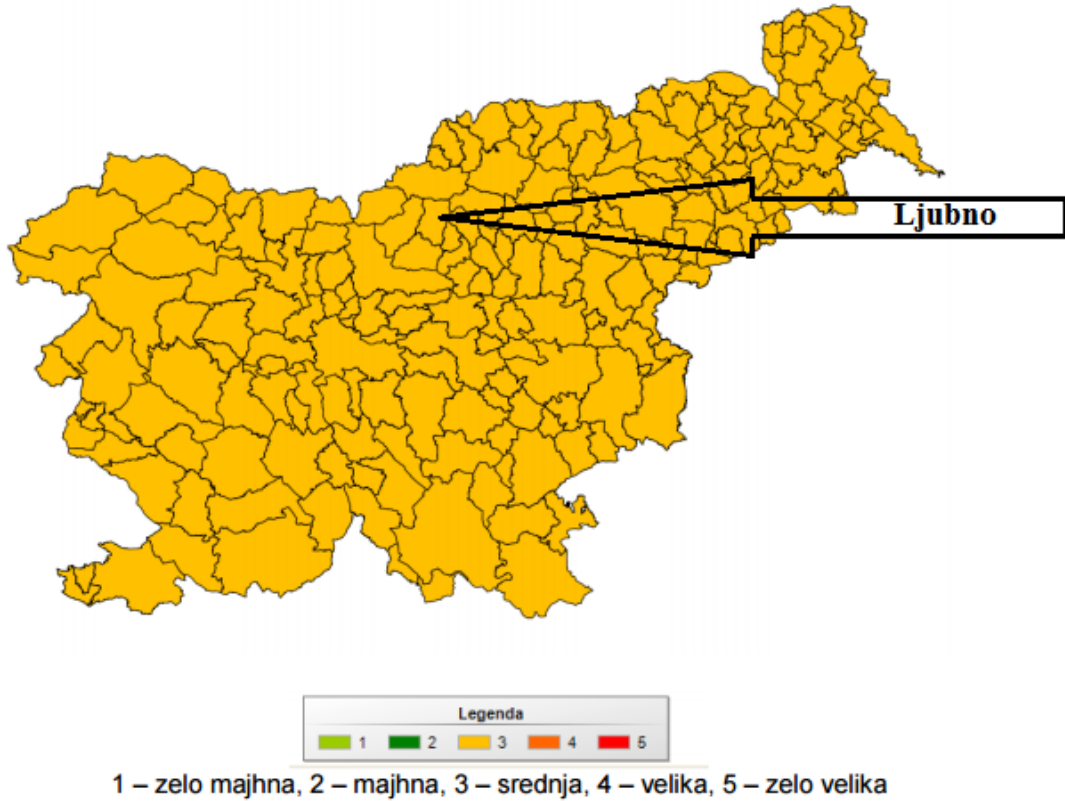 Ljubno
Legenda
1 2 3 4 5
1 – zelo majhna, 2 – majhna, 3 – srednja, 4 – velika, 5 – zelo velika